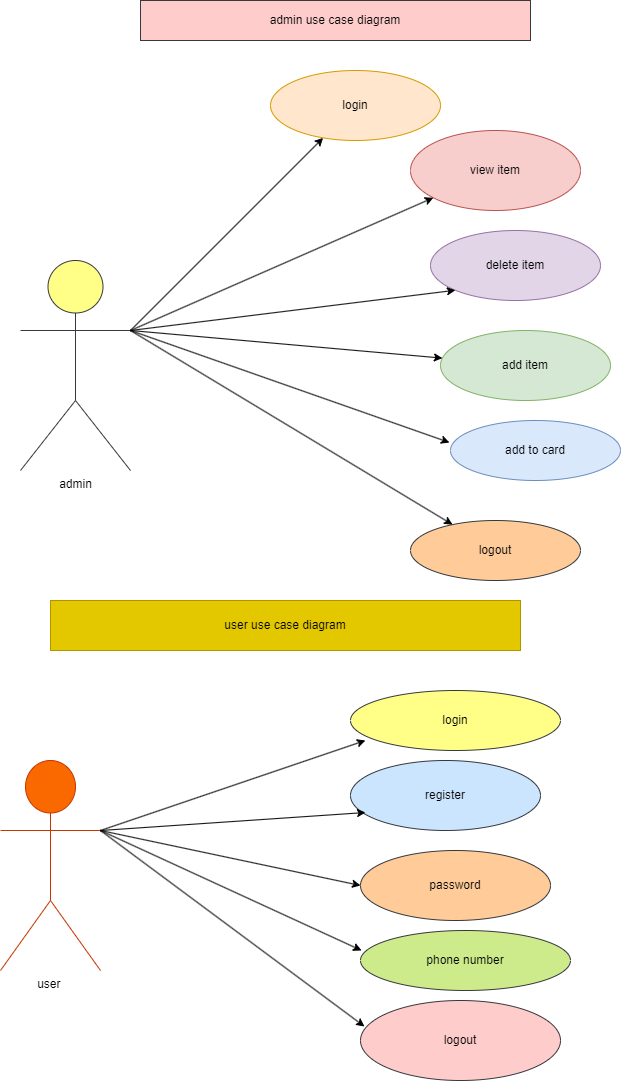 admin use case diagram
login
view item
delete item
add item
add to card
logout
admin
user use case diagram
login
register
password
phone number
logout
user